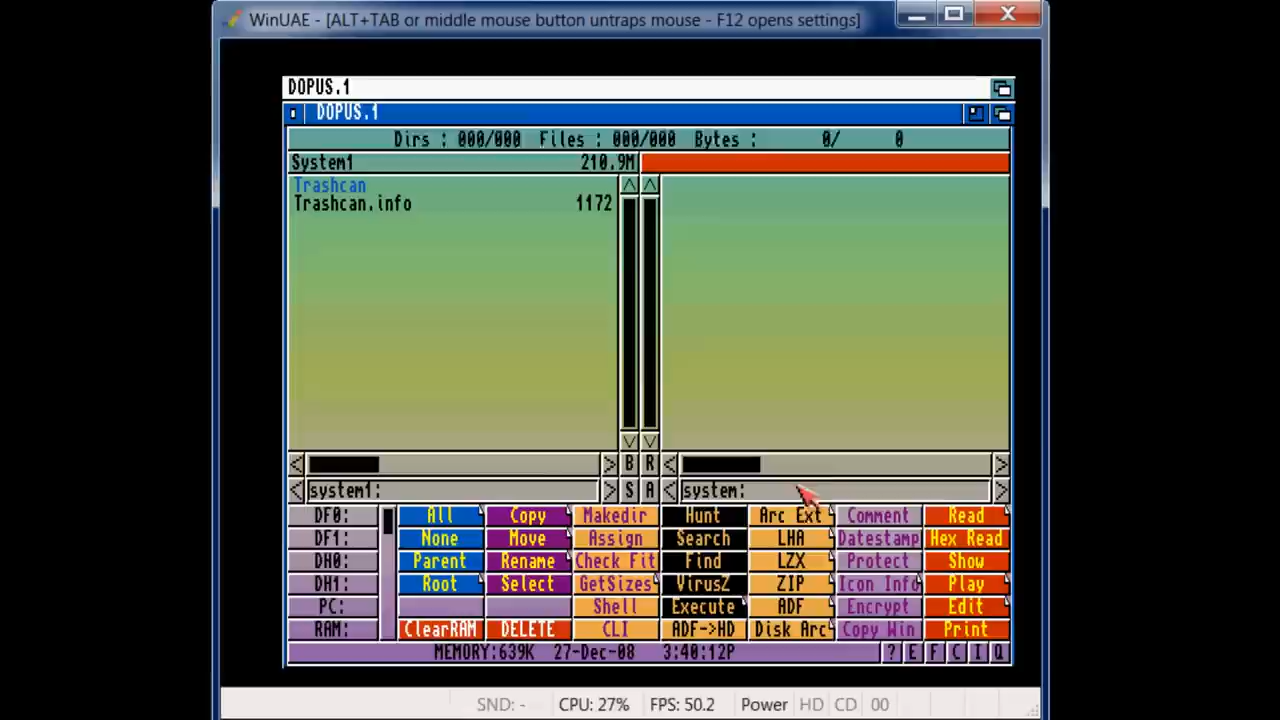 WinUAE - [ALT+TAB or middle mouse button untraps mouse - F12 opens settings]
DOPUS.1
DOPUS.1
Dirs : 000/000 Files : 000/000 Bytes : 0/ 0
System1 210.9M
Trashcan
Trashcan.info 1172
B R
system1: S A system:
DF0: All Copy Makedir Hunt Arc Ext Comment Read
DF1: None Move Assign Search LHA Datestamp Hex Read
DH0: Parent Rename Check Fit Find LZX Protect Show
DH1: Root Select GetSizes VirusZ ZIP Icon Info Play
PC: Shell Execute ADF Encrypt Edit
RAM: ClearRAM DELETE CLI ADF->HD Disk Arc Copy Win Print
MEMORY:639K 27-Dec-08 3:40:12P ? E F C I Q
SND: - CPU: 27% FPS: 50.2 Power HD CD 00